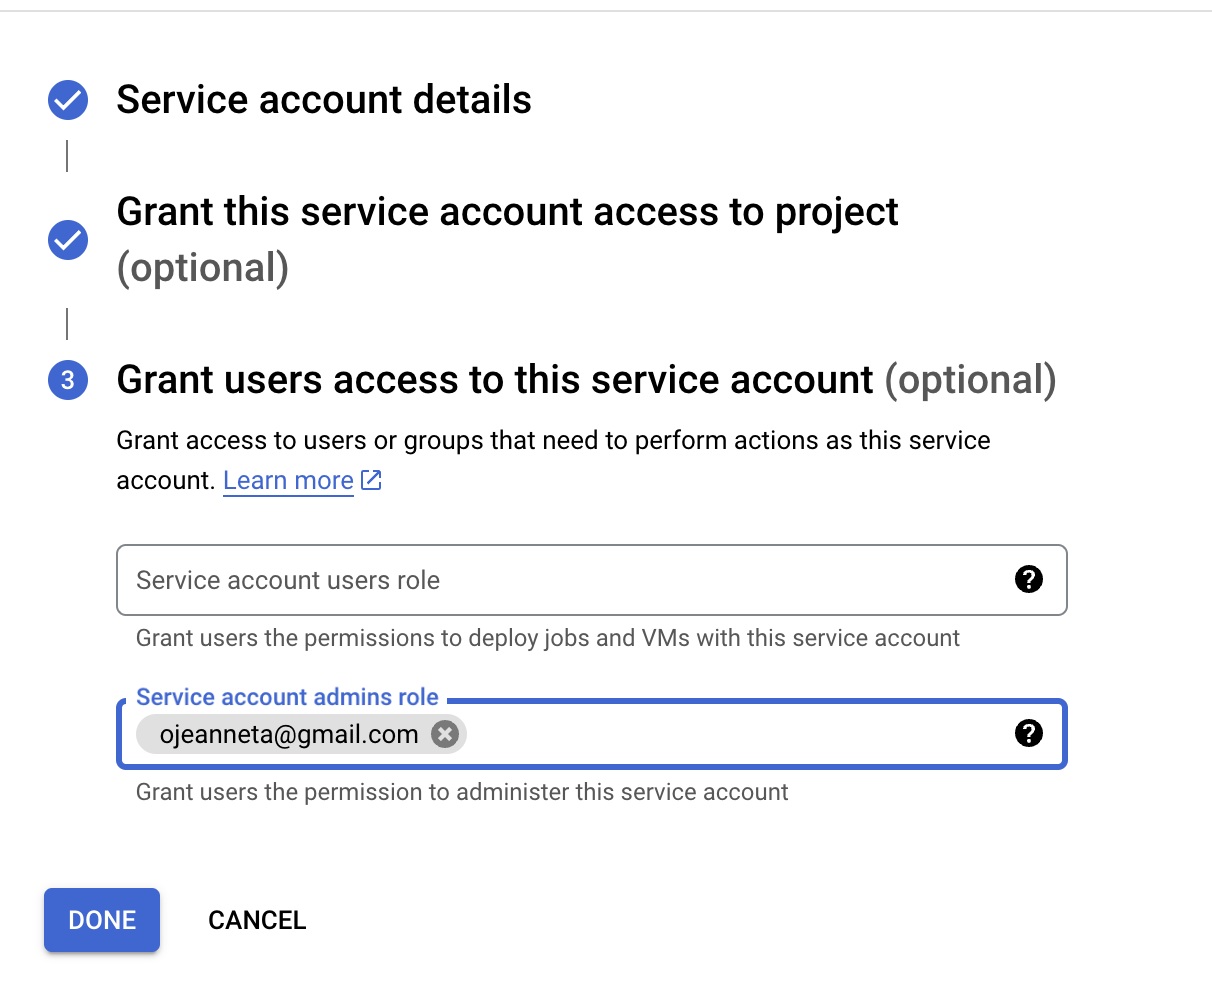 Service account details
Grant this service account access to project
(optional)
3
Grant users access to this service account (optional)
Grant access to users or groups that need to perform actions as this service
account. Learn more
Service account users role
?
Grant users the permissions to deploy jobs and VMs with this service account
Service account admins role
ojeanneta@gmail.com
?
Grant users the permission to administer this service account
DONE CANCEL